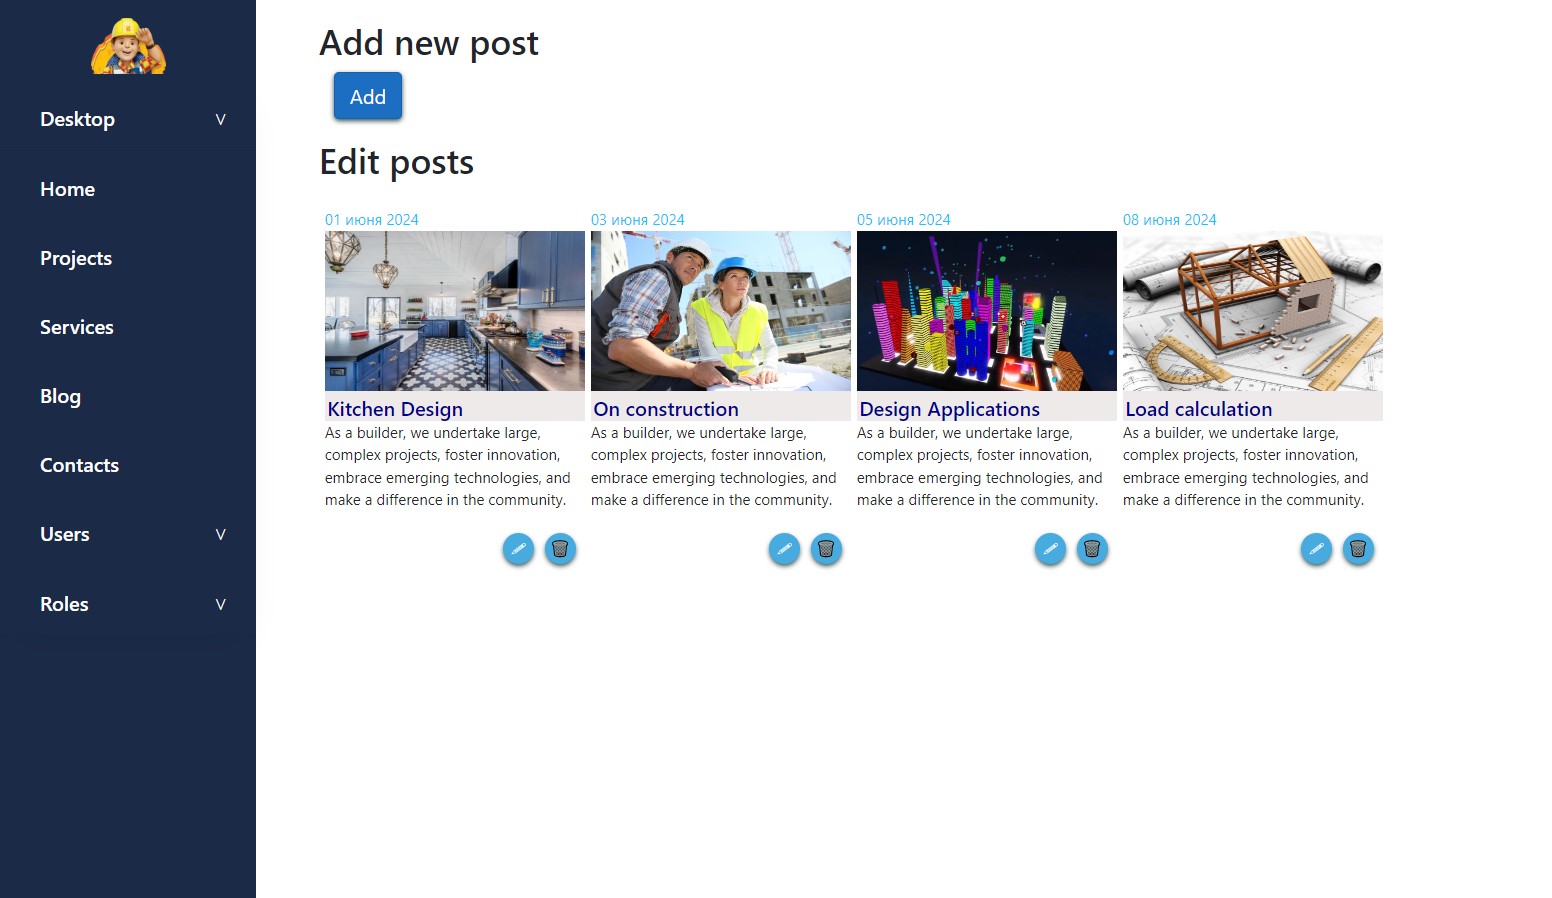 Desktop V
Home
Projects
Services
Blog
Contacts
Users V
Roles V
Add new post
Add
Edit posts
01 июня 2024
Kitchen Design
As a builder, we undertake large,
complex projects, foster innovation,
embrace emerging technologies, and
make a difference in the community.
03 июня 2024
On construction
As a builder, we undertake large,
complex projects, foster innovation,
embrace emerging technologies, and
make a difference in the community.
05 июня 2024
Design Applications
As a builder, we undertake large,
complex projects, foster innovation,
embrace emerging technologies, and
make a difference in the community.
08 июня 2024
Load calculation
As a builder, we undertake large,
complex projects, foster innovation,
embrace emerging technologies, and
make a difference in the community.